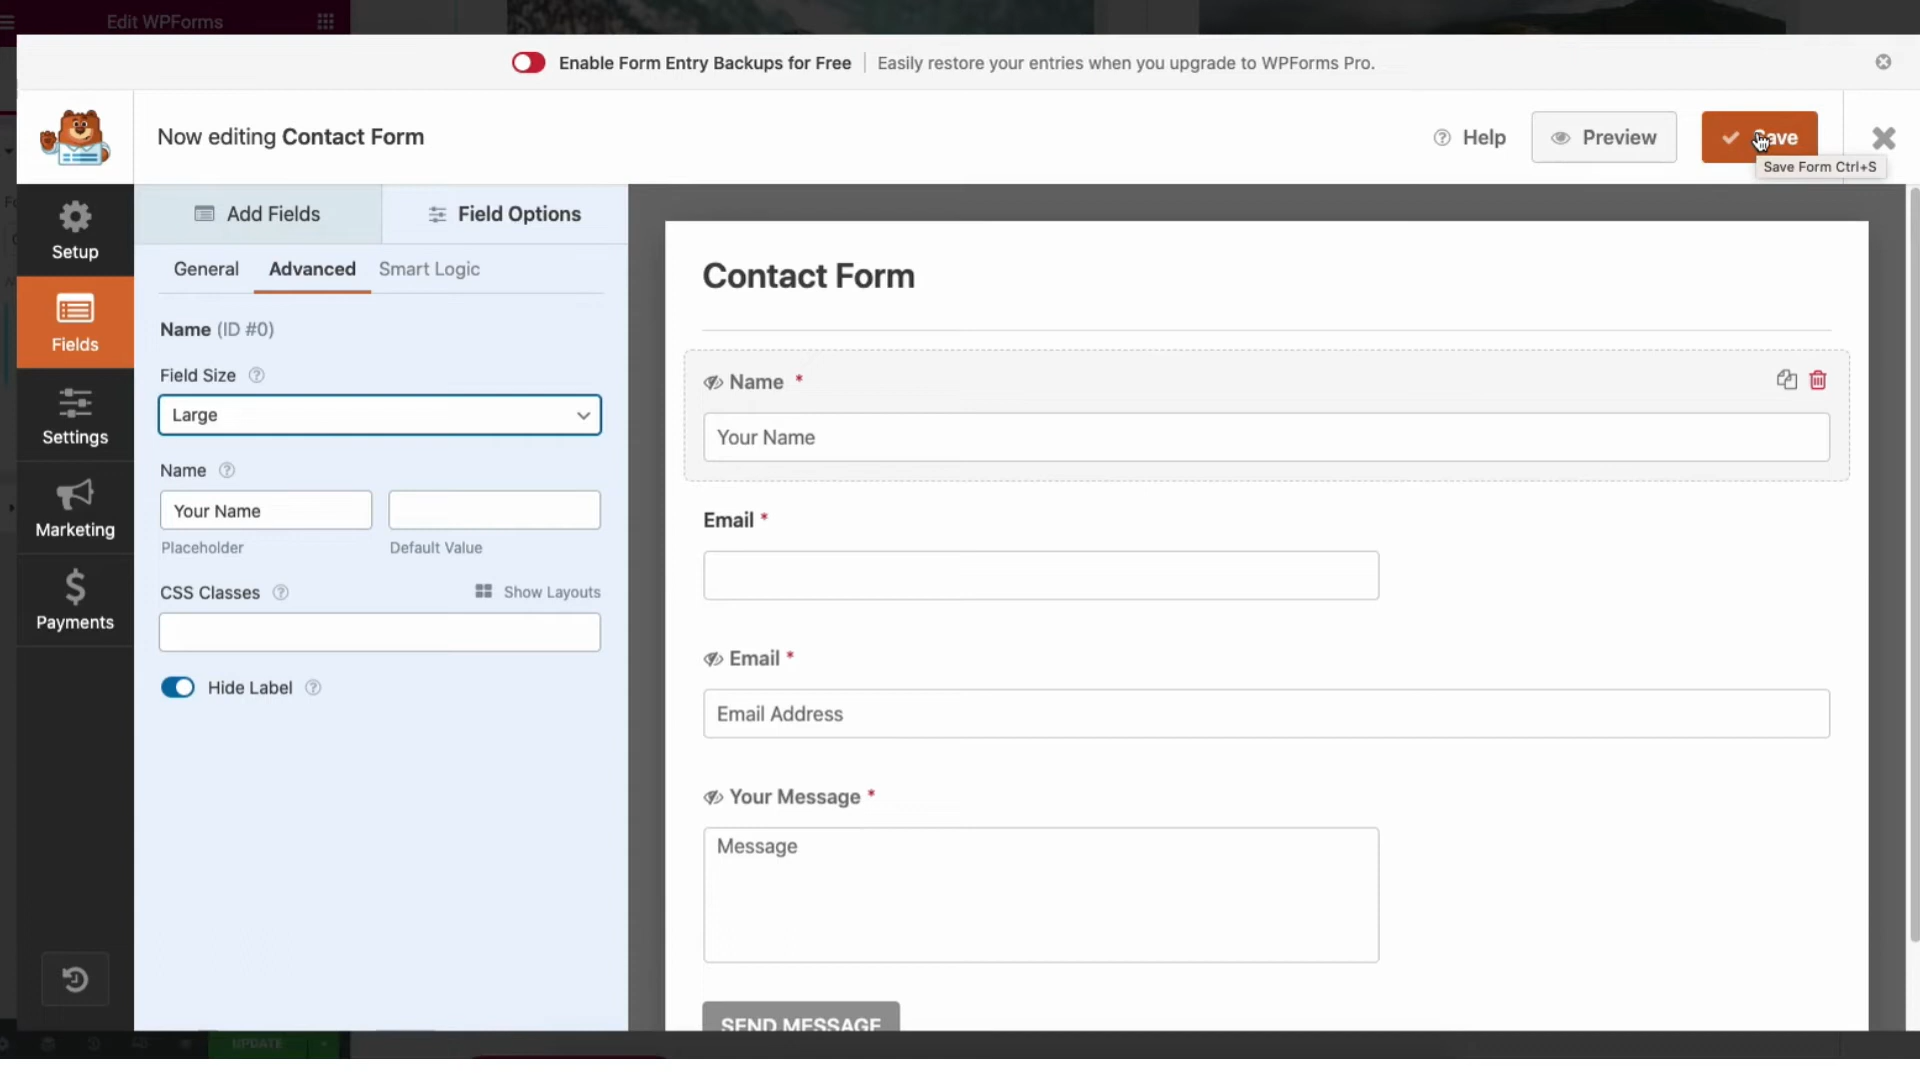 Edit WPForms
Enable Form Entry Backups for Free
Easily restore your entries when you upgrade to WPForms Pro.
Now editing Contact Form
Help
Preview
Save
Save Form Ctrl+S
Setup
Fields
Settings
Marketing
Payments
Add Fields
Field Options
General
Advanced
Smart Logic
Name (ID #0)
Field Size
Large
Name
Your Name
Placeholder
Default Value
CSS Classes
Show Layouts
Hide Label
Contact Form
Name *
Your Name
Email *
Email *
Email Address
Your Message *
Message
SEND MESSAGE
UPDATE